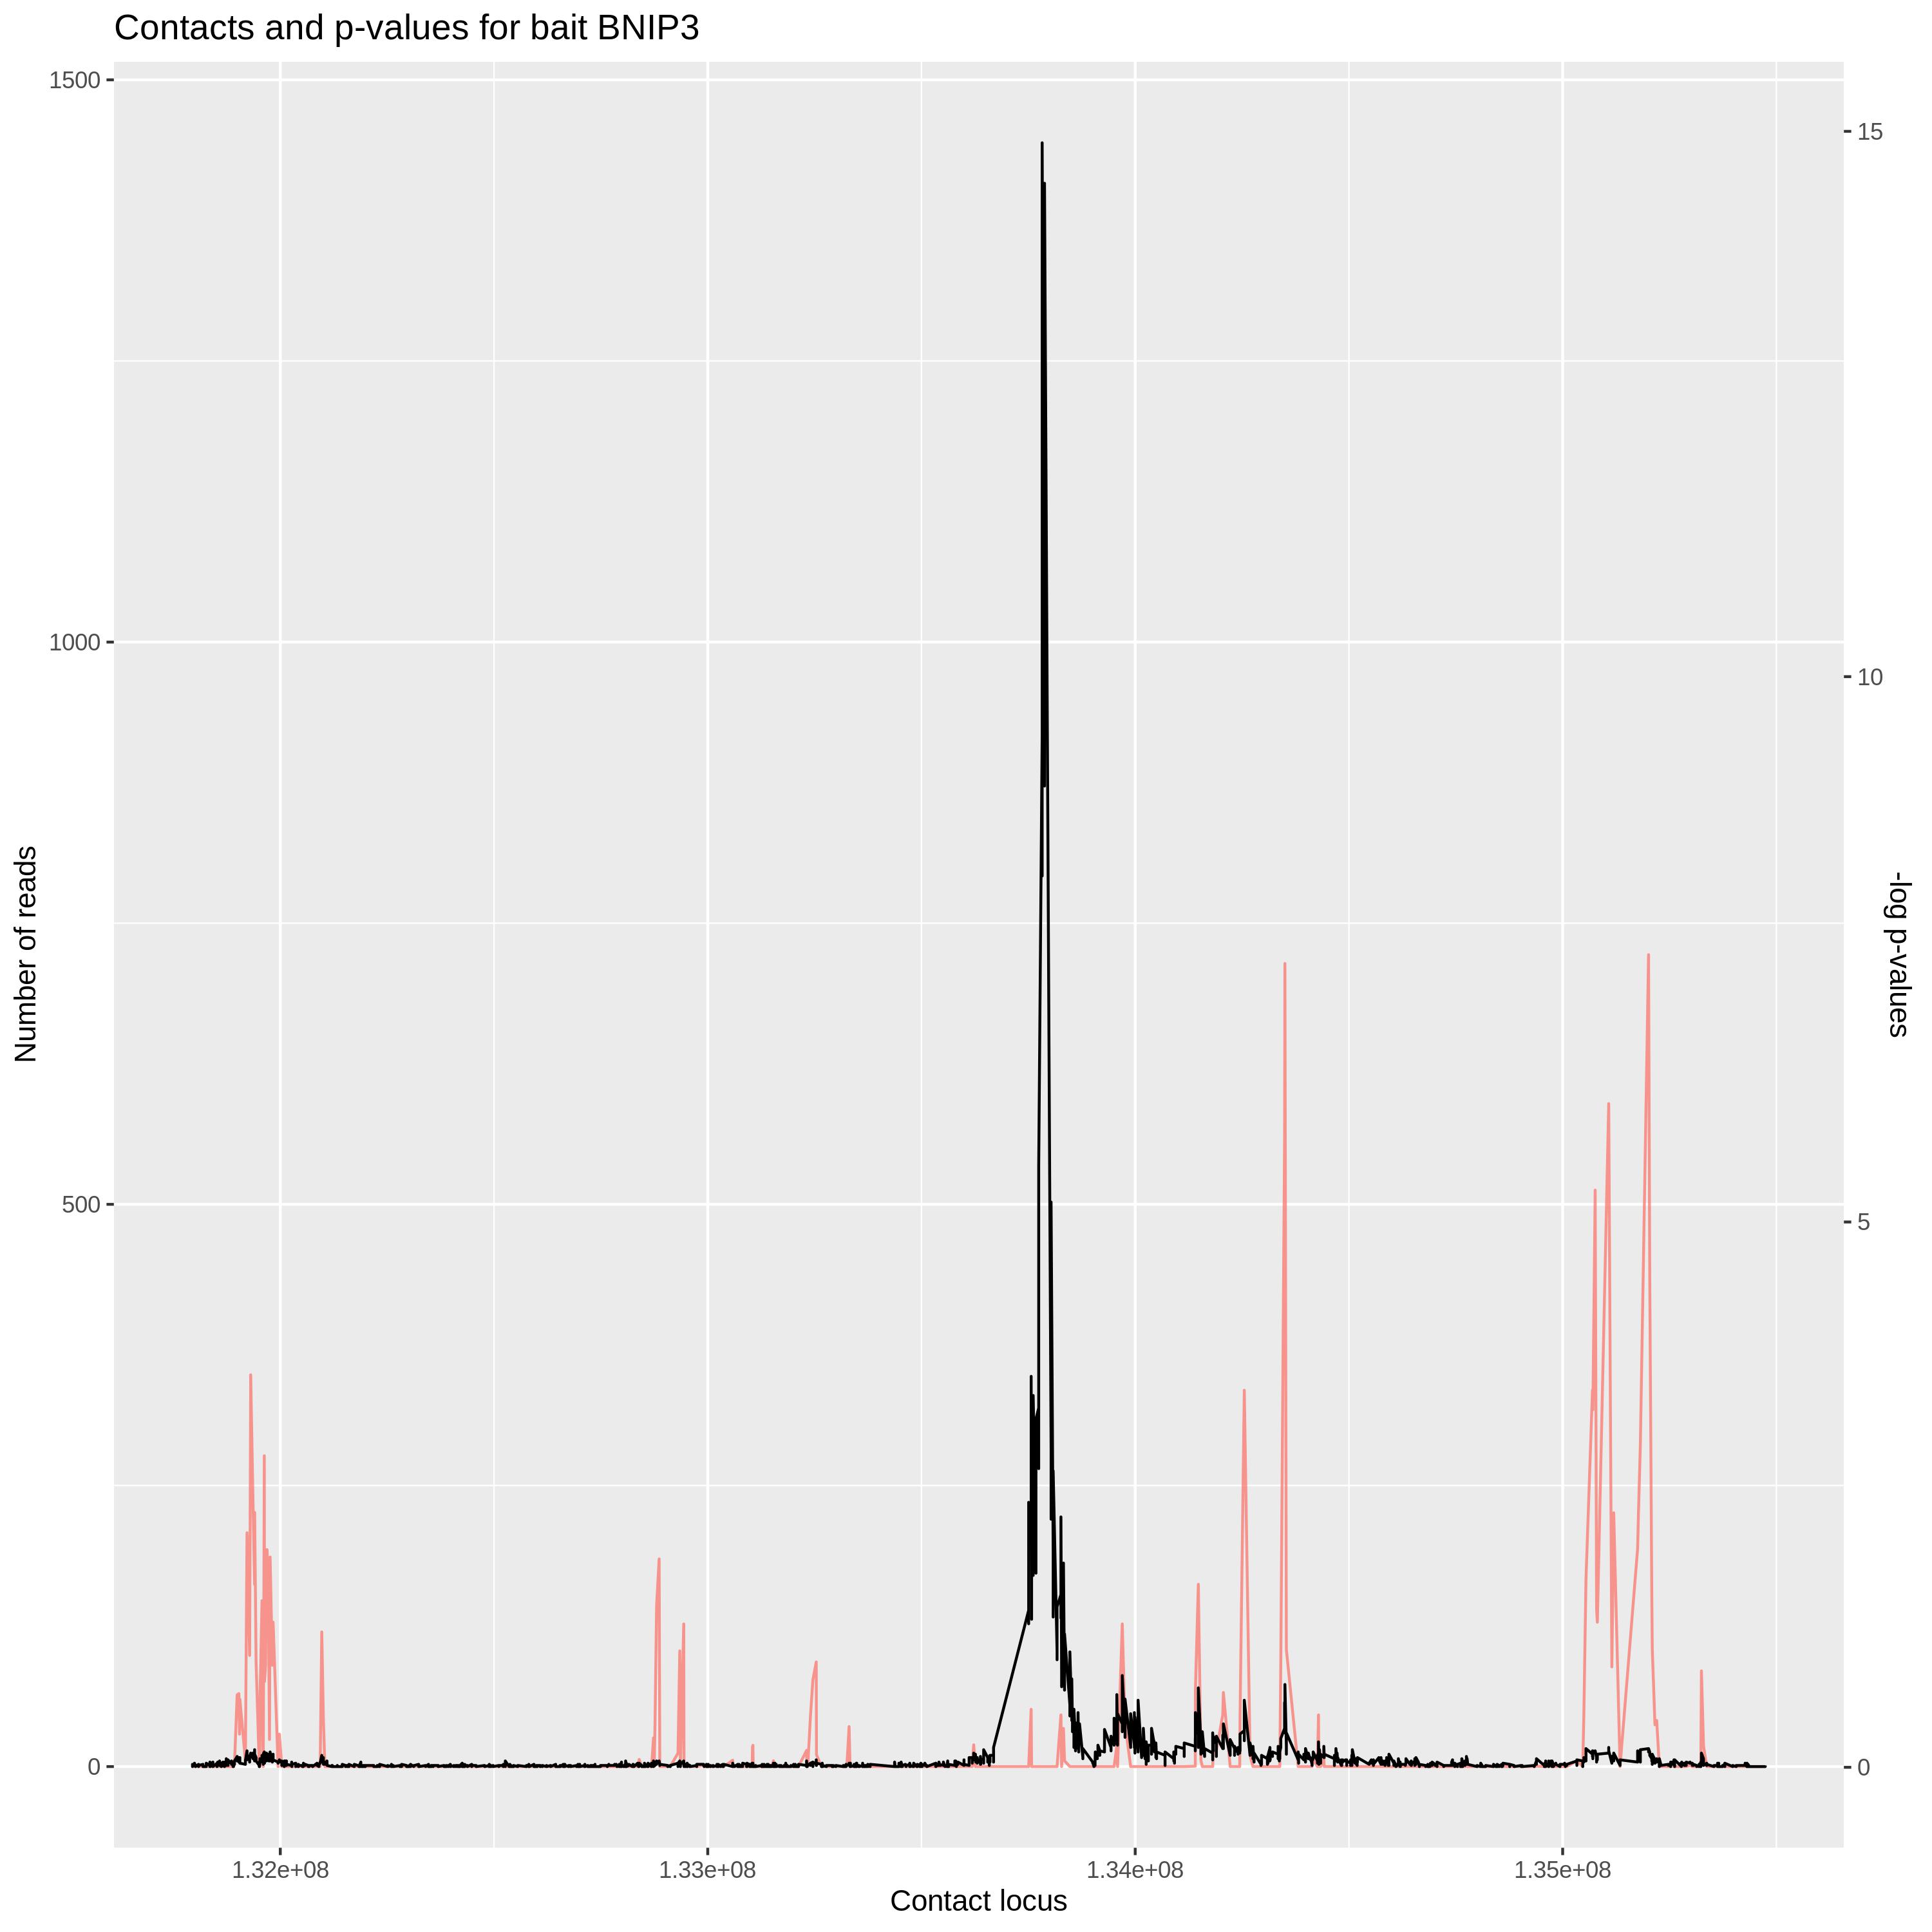 Contacts and p-values for bait BNIP3
1500
1000
500
0
Number of reads
15
10
5
0
-log p-values
1.32e+08
1.33e+08
1.34e+08
1.35e+08
Contact locus